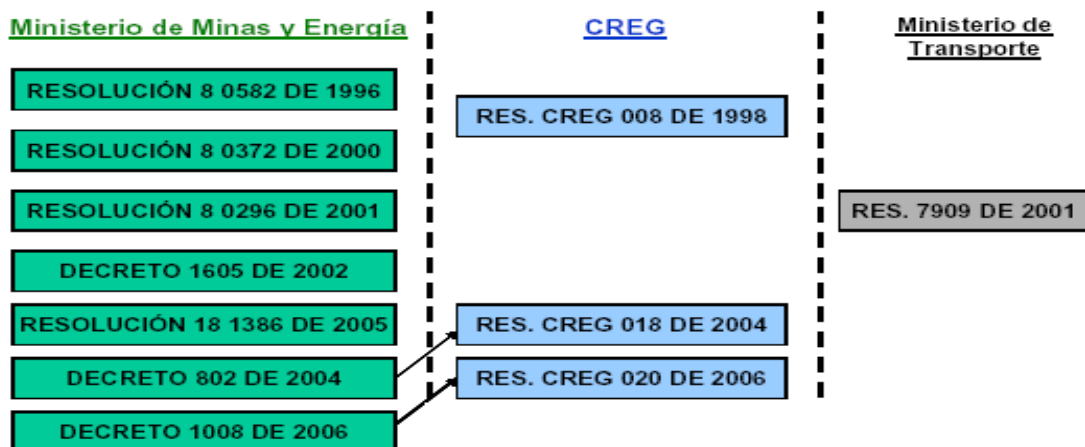 Ministerio de Minas y Energía
RESOLUCIÓN 8 0582 DE 1996
RESOLUCIÓN 8 0372 DE 2000
RESOLUCIÓN 8 0296 DE 2001
DECRETO 1605 DE 2002
RESOLUCIÓN 18 1386 DE 2005
DECRETO 802 DE 2004
DECRETO 1008 DE 2006
CREG
RES. CREG 008 DE 1998
RES. CREG 018 DE 2004
RES. CREG 020 DE 2006
Ministerio de
Transporte
RES. 7909 DE 2001